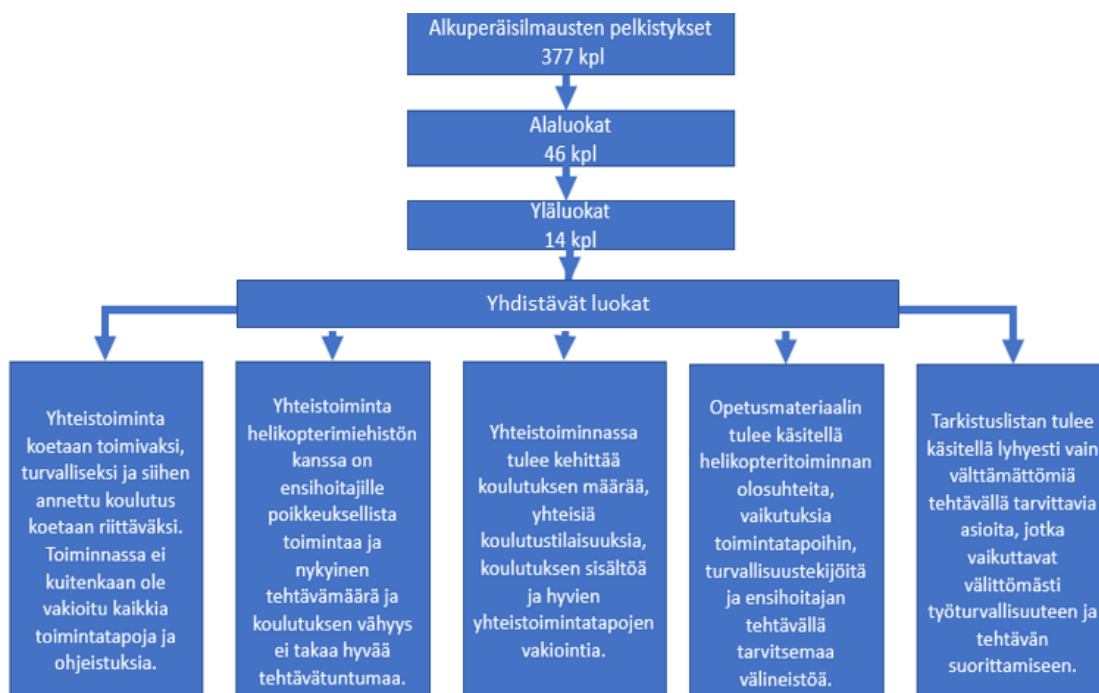 Alkuperäisilmausten pelkistykset
377 kpl
Alaluokat
46 kpl
Yläluokat
14 kpl
Yhdistävät luokat
Yhteistoiminta
koetaan toimivaksi,
turvalliseksi ja siihen
annettu koulutus
koetaan riittäväksi.
Toiminnassa ei
kuitenkaan ole
vakioitu kaikkia
toimintatapoja ja
ohjeistuksia.
Yhteistoiminta
helikopterimiehistön
kanssa on
ensihoitajille
poikkeuksellista
toimintaa ja
nykyinen
tehtävämäärä ja
koulutuksen vähyys
ei takaa hyvää
tehtävätuntumaa.
Yhteistoiminnassa
tulee kehittää
koulutuksen määrää,
yhteisiä
koulutustilaisuuksia,
koulutuksen sisältöä
ja hyvien
yhteistoimintatapojen
vakiointia.
Opetusmateriaalin
tulee käsitellä
helikopteritoiminnan
olosuhteita,
vaikutuksia
toimintatapoihin,
turvallisuustekijöitä
ja ensihoitajan
tehtävällä
tarvitsemaa
välineistöä.
Tarkistuslistan tulee
käsitellä lyhyesti vain
välttämättömiä
tehtävällä tarvittavia
asioita, jotka
vaikuttavat
välittömästi
työturvallisuuteen ja
tehtävän
suorittamiseen.